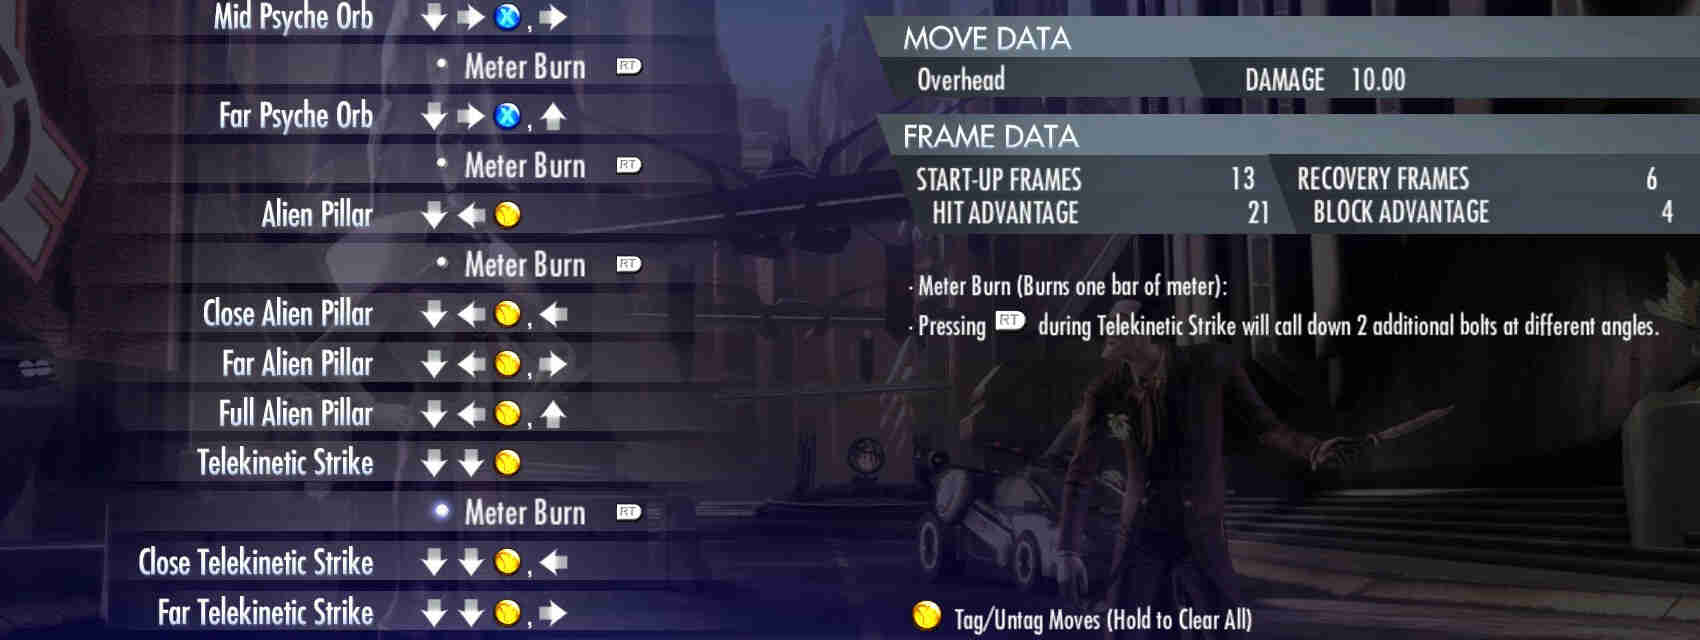 Mid Psyche Orb X , 
Meter Burn RT
Far Psyche Orb X ,
Meter Burn RT
Alien Pillar Y
Meter Burn RT
Close Alien Pillar Y ,
Far Alien Pillar Y ,
Full Alien Pillar Y ,
Telekinetic Strike Y
Meter Burn RT
Close Telekinetic Strike Y ,
Far Telekinetic Strike Y ,
MOVE DATA
Overhead DAMAGE 10.00
FRAME DATA
START-UP FRAMES 13 RECOVERY FRAMES 6
HIT ADVANTAGE 21 BLOCK ADVANTAGE 4
· Meter Burn (Burns one bar of meter):
· Pressing RT during Telekinetic Strike will call down 2 additional bolts at different angles.
Y Tag/Untag Moves (Hold to Clear All)